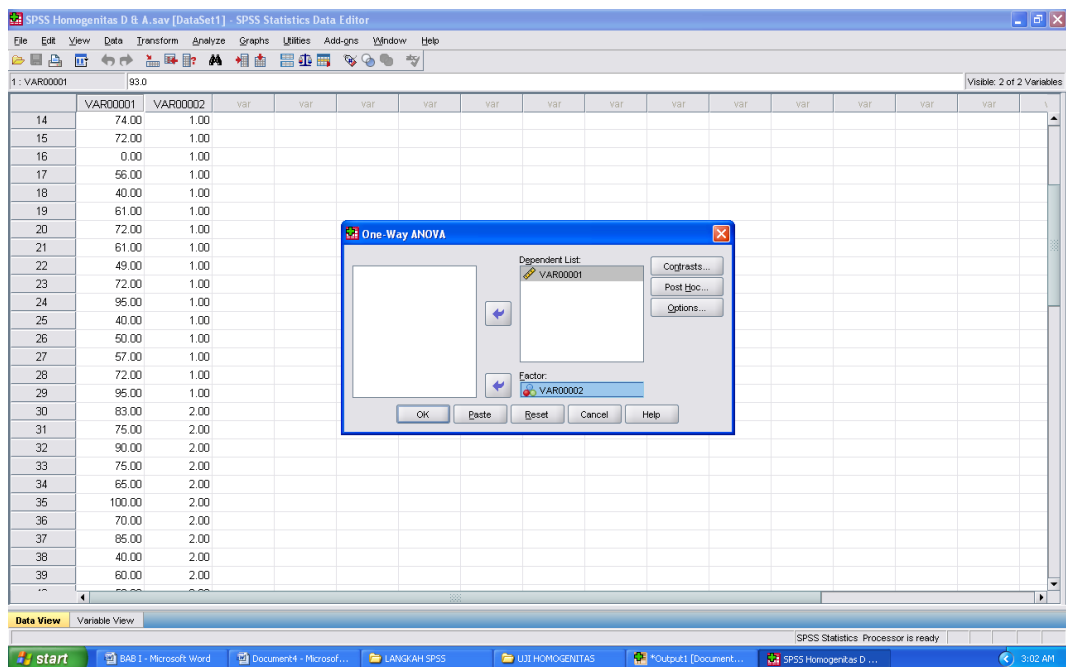 SPSS Homogenitas D & A.sav [DataSet1] - SPSS Statistics Data Editor
File Edit View Data Transform Analyze Graphs Utilities Add-ons Window Help
1 : VAR00001 93.0 Visible: 2 of 2 Variables
VAR00001 VAR00002 var var var var var var var var var var var var
14 74.00 1.00
15 72.00 1.00
16 0.00 1.00
17 56.00 1.00
18 40.00 1.00
19 61.00 1.00
20 72.00 1.00
21 61.00 1.00
22 49.00 1.00
23 72.00 1.00
24 95.00 1.00
25 40.00 1.00
26 50.00 1.00
27 57.00 1.00
28 72.00 1.00
29 95.00 1.00
30 83.00 2.00
31 75.00 2.00
32 90.00 2.00
33 75.00 2.00
34 65.00 2.00
35 100.00 2.00
36 70.00 2.00
37 85.00 2.00
38 40.00 2.00
39 60.00 2.00
One-Way ANOVA
Dependent List:
VAR00001
Contrasts...
Post Hoc...
Options...
Factor:
VAR00002
OK Paste Reset Cancel Help
Data View Variable View
SPSS Statistics Processor is ready
start BAB I - Microsoft Word Document4 - Microsof... LANGKAH SPSS UJI HOMOGENITAS *Output1 [Document... SPSS Homogenitas D ... 3:02 AM